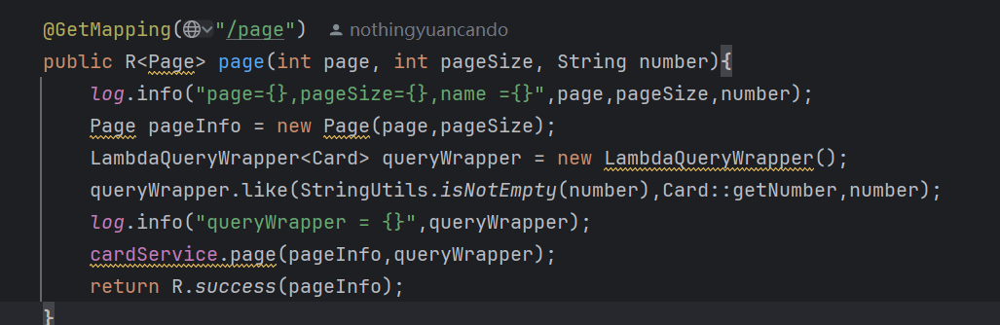 @GetMapping("/page") nothingyuancando
public R<Page> page(int page, int pageSize, String number){
log.info("page={},pageSize={},name ={}",page,pageSize,number);
Page pageInfo = new Page(page,pageSize);
LambdaQueryWrapper<Card> queryWrapper = new LambdaQueryWrapper();
queryWrapper.like(StringUtils.isNotEmpty(number),Card::getNumber,number);
log.info("queryWrapper = {}",queryWrapper);
cardService.page(pageInfo,queryWrapper);
return R.success(pageInfo);
}